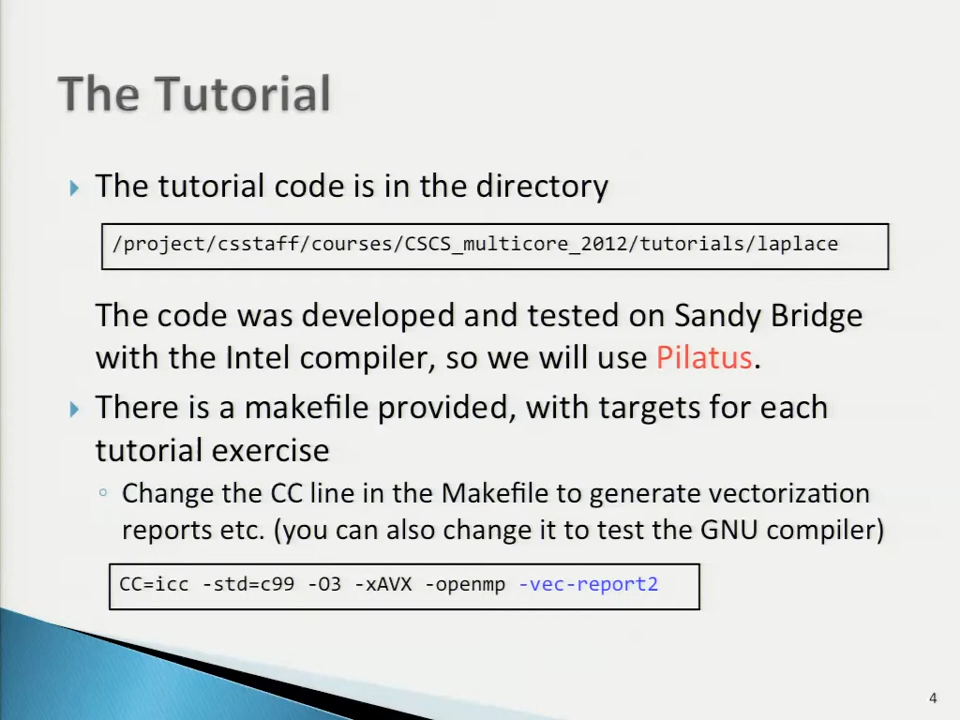 The Tutorial
The tutorial code is in the directory
/project/csstaff/courses/CSCS_multicore_2012/tutorials/laplace
The code was developed and tested on Sandy Bridge
with the Intel compiler, so we will use Pilatus.
There is a makefile provided, with targets for each
tutorial exercise
Change the CC line in the Makefile to generate vectorization
reports etc. (you can also change it to test the GNU compiler)
CC=icc -std=c99 -O3 -xAVX -openmp -vec-report2
4